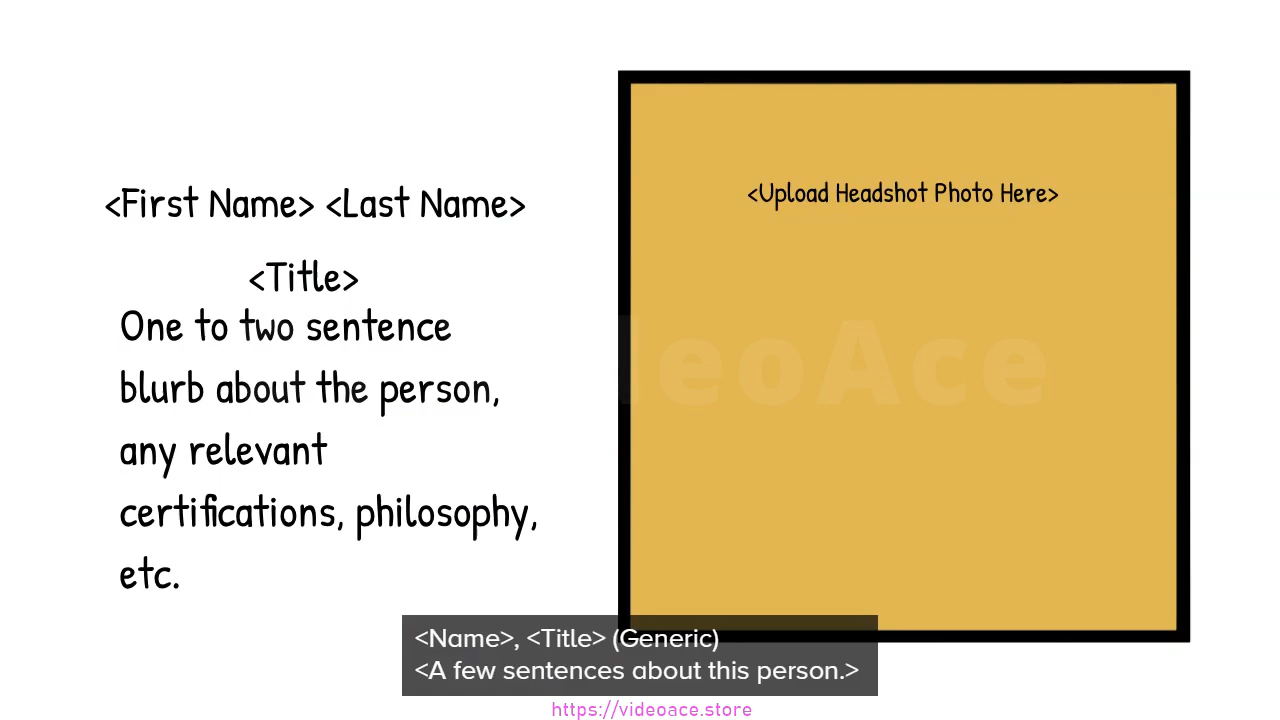 <First Name> <Last Name>
<Title>
One to two sentence
blurb about the person,
any relevant
certifications, philosophy,
etc.
<Upload Headshot Photo Here>
deoAce
<Name>, <Title> (Generic)
<A few sentences about this person.>
https://videoace.store